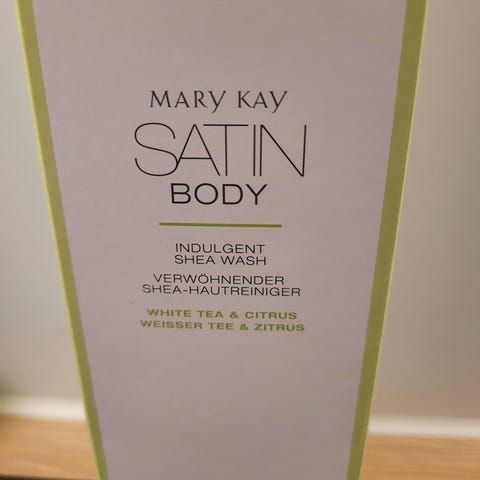 MARY KAY
SATIN
BODY
INDULGENT
SHEA WASH
VERWÖHNENDER
SHEA-HAUTREINIGER
WHITE TEA & CITRUS
WEISSER TEE & ZITRUS